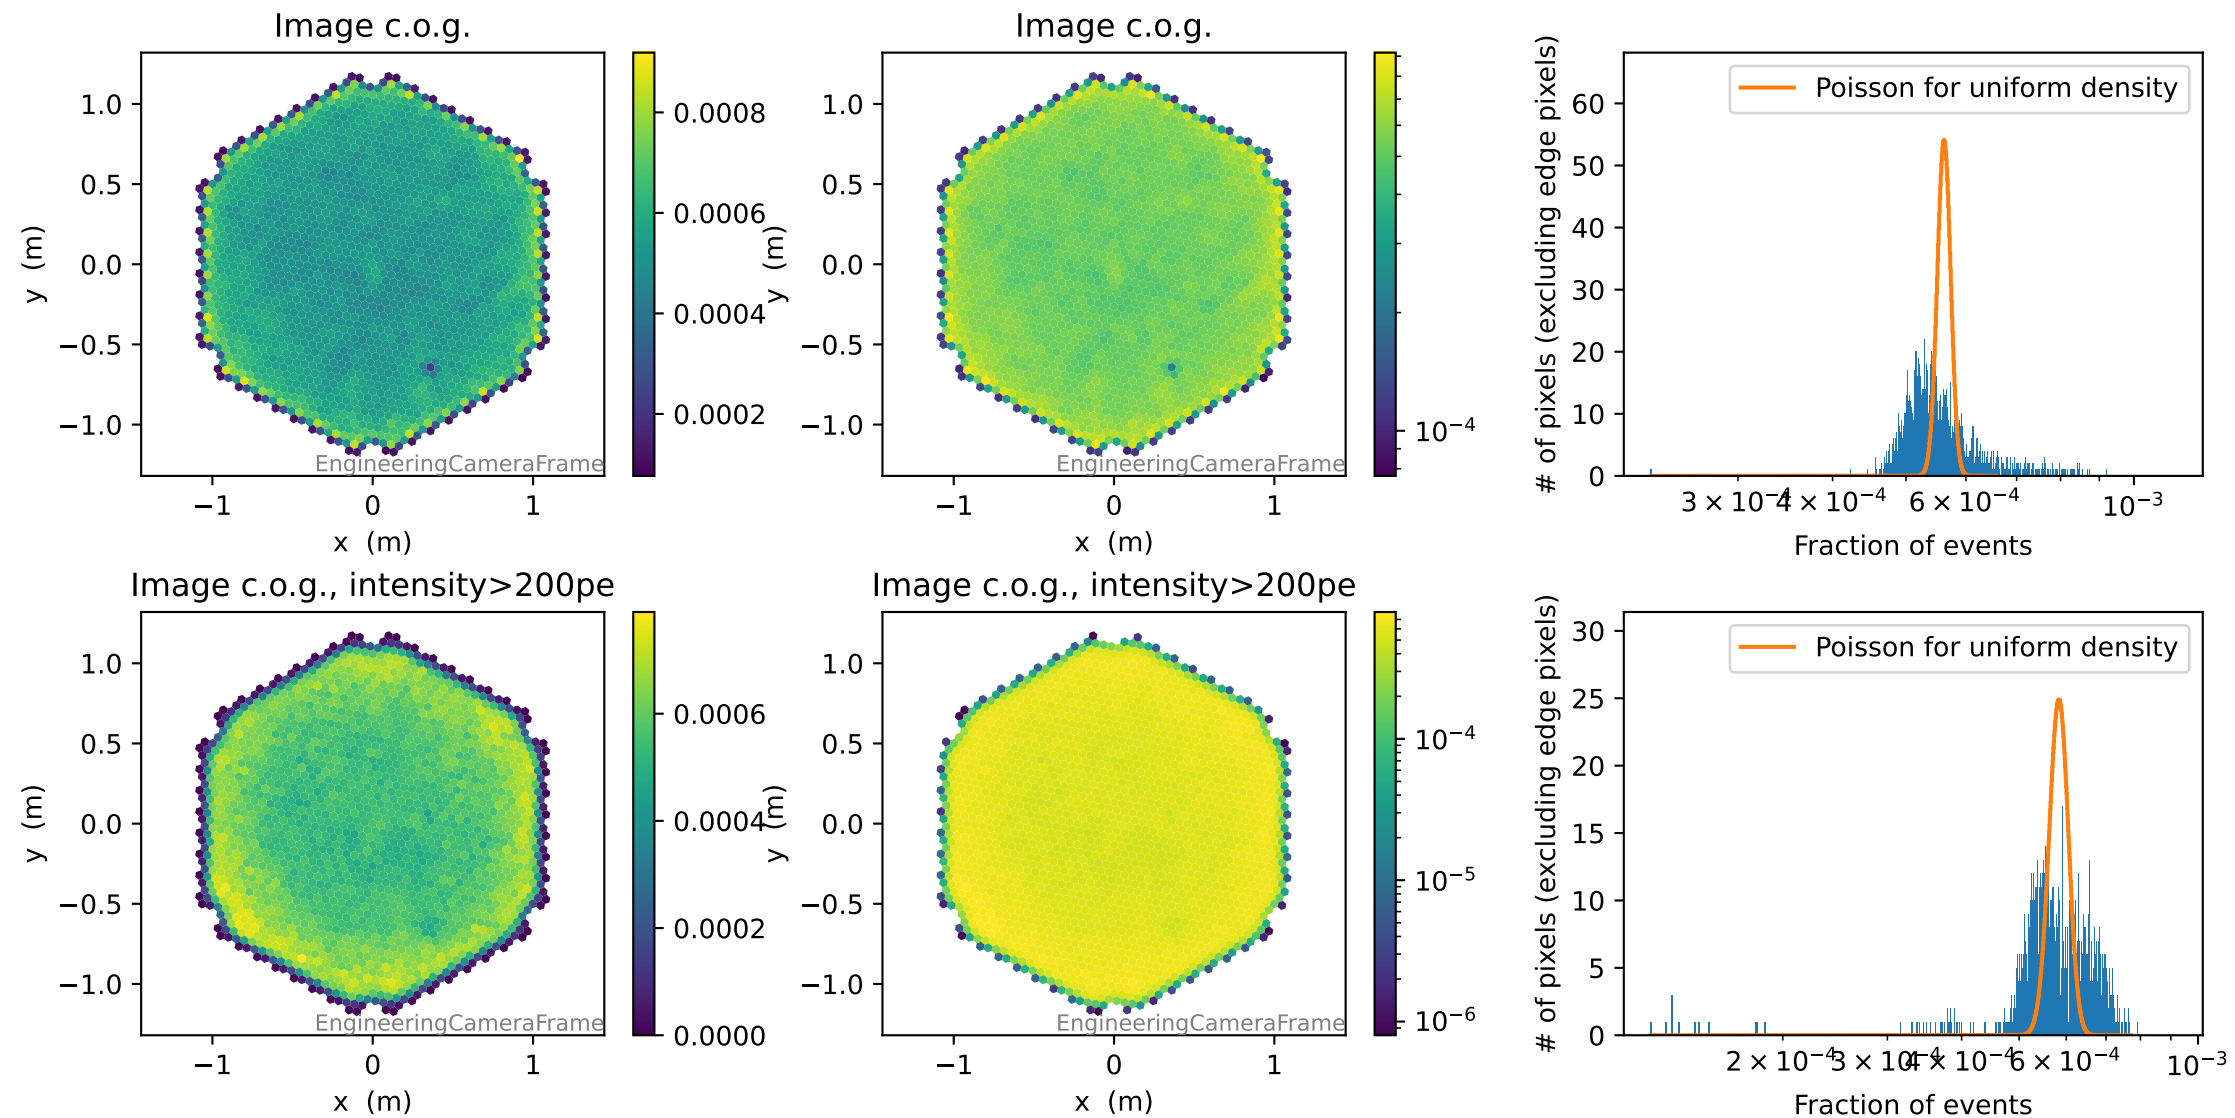 Image c.o.g.
1.0
0.5
0.0
−0.5
−1.0
y (m)
−1
0
1
x (m)
EngineeringCameraFrame
0.0008
0.0006
0.0004
0.0002
Image c.o.g.
1.0
0.5
0.0
−0.5
−1.0
y (m)
−1
0
1
x (m)
EngineeringCameraFrame
10⁻⁴
# of pixels (excluding edge pixels)
60
50
40
30
20
10
0
Poisson for uniform density
3 × 10⁻⁴
4 × 10⁻⁴
6 × 10⁻⁴
10⁻³
Fraction of events
Image c.o.g., intensity>200pe
1.0
0.5
0.0
−0.5
−1.0
y (m)
−1
0
1
x (m)
EngineeringCameraFrame
0.0006
0.0004
0.0002
0.0000
Image c.o.g., intensity>200pe
1.0
0.5
0.0
−0.5
−1.0
y (m)
−1
0
1
x (m)
EngineeringCameraFrame
10⁻⁴
10⁻⁵
10⁻⁶
# of pixels (excluding edge pixels)
30
25
20
15
10
5
0
Poisson for uniform density
2 × 10⁻⁴
3 × 10⁻⁴
4 × 10⁻⁴
6 × 10⁻⁴
10⁻³
Fraction of events